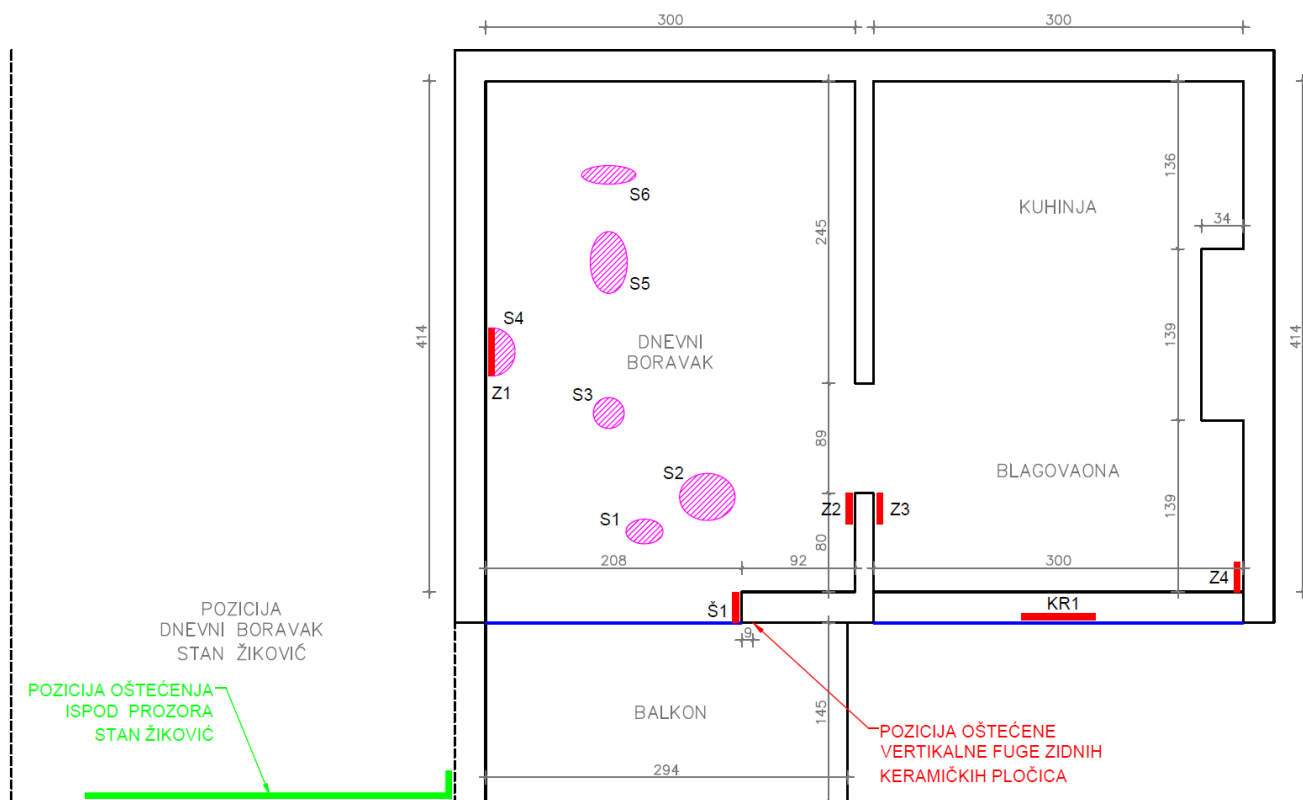 300
300
414
245
89
80
136
34
139
139
414
S6
S5
S4
Z1
S3
S2
S1
DNEVNI
BORAVAK
KUHINJA
BLAGOVAONA
Z2
Z3
208
92
300
Z4
Š1
KR1
9
POZICIJA
DNEVNI BORAVAK
STAN ŽIKOVIĆ
POZICIJA OŠTEĆENJA
ISPOD PROZORA
STAN ŽIKOVIĆ
BALKON
145
294
POZICIJA OŠTEĆENE
VERTIKALNE FUGE ZIDNIH
KERAMIČKIH PLOČICA